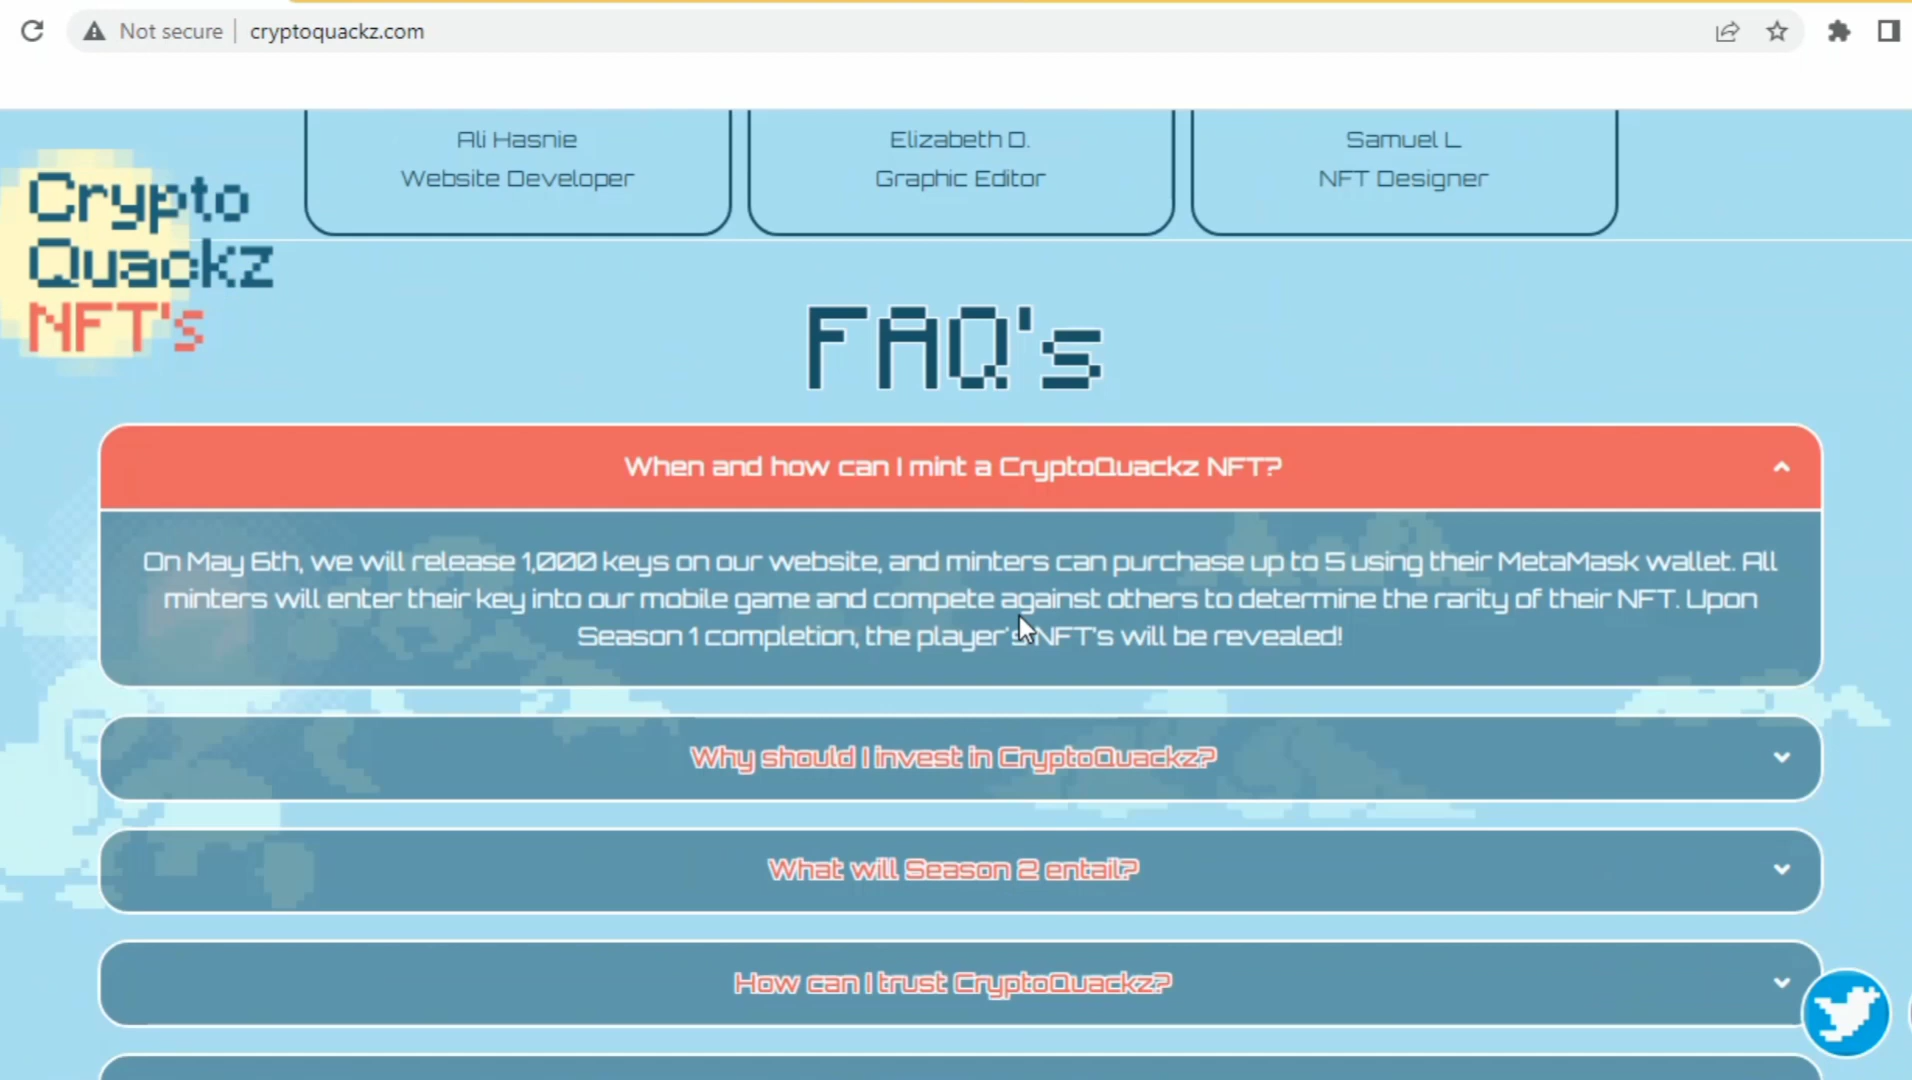 Not secure
cryptoquackz.com
Ali Hasnie
Website Developer
Elizabeth D.
Graphic Editor
Samuel L
NFT Designer
Crypto
Quackz
NFT's
FAQ's
When and how can I mint a CryptoQuackz NFT?
On May 6th, we will release 1,000 keys on our website, and minters can purchase up to 5 using their MetaMask wallet. All
minters will enter their key into our mobile game and compete against others to determine the rarity of their NFT. Upon
Season 1 completion, the player's NFT's will be revealed!
Why should I invest in CryptoQuackz?
What will Season 2 entail?
How can I trust CryptoQuackz?